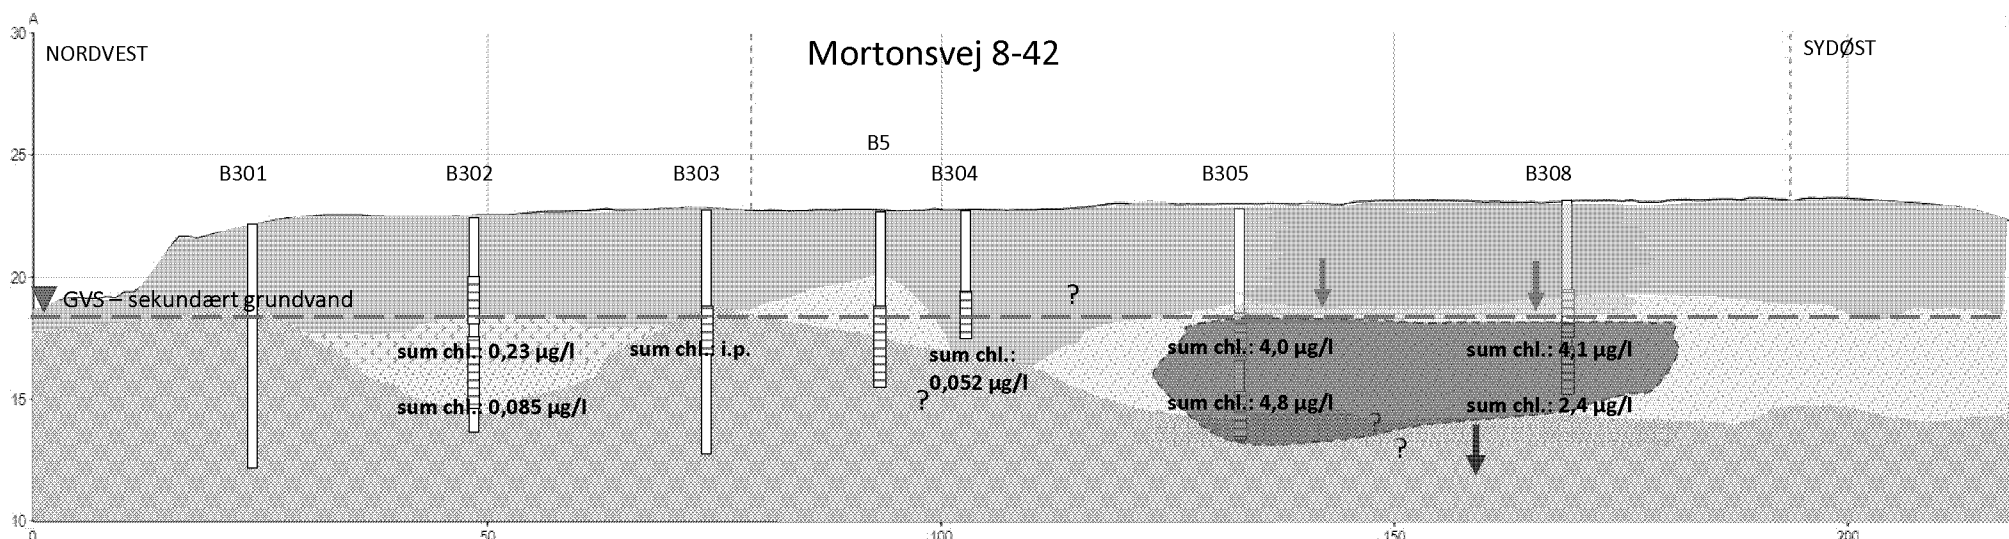 A
30
NORDVEST
Mortonsvej 8-42
SYDØST
B5
25
B301
B302
B303
B304
B305
B308
20
GVS – sekundært grundvand
?
sum chl.: 0,23 µg/l
sum chl.: i.p.
sum chl.:
0,052 µg/l
sum chl.: 4,0 µg/l
sum chl.: 4,1 µg/l
15
sum chl.: 0,085 µg/l
?
sum chl.: 4,8 µg/l
sum chl.: 2,4 µg/l
?
?
10
0
50
100
150
200